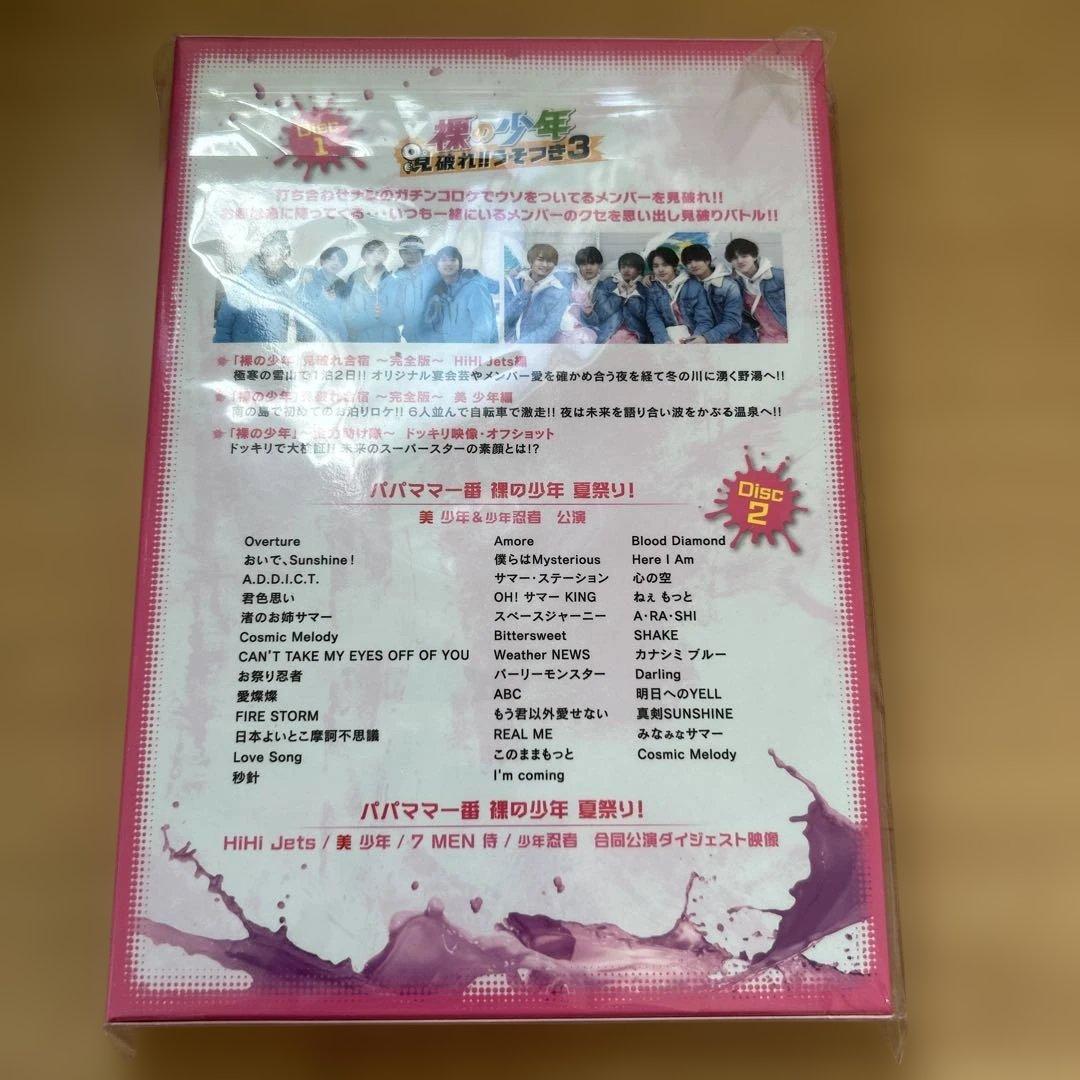 Disc
1
裸の少年
見破れ!!うそつき3
打ち合わせナシのガチンコロケでウソをついてるメンバーを見破れ!!
お題は急に降ってくる・・・いつも一緒にいるメンバーのクセを思い出し見破りバトル!!
「裸の少年」見破れ合宿 ～完全版～ HiHi Jets編
極寒の雪山で1泊2日!! オリジナル宴会芸やメンバー愛を確かめ合う夜を経て冬の川に湧く野湯へ!!
「裸の少年」見破れ合宿 ～完全版～ 美 少年編
南の島で初めてのお泊りロケ!! 6人並んで自転車で激走!! 夜は未来を語り合い波をかぶる温泉へ!!
「裸の少年」～全力助け隊～ ドッキリ映像・オフショット
ドッキリで大検証!! 未来のスーパースターの素顔とは!?
Disc
2
パパママ一番 裸の少年 夏祭り!
美 少年&少年忍者 公演
Overture
おいで、Sunshine!
A.D.D.I.C.T.
君色思い
渚のお姉サマー
Cosmic Melody
CAN'T TAKE MY EYES OFF OF YOU
お祭り忍者
愛燦燦
FIRE STORM
日本よいとこ摩訶不思議
Love Song
秒針
Amore
僕らはMysterious
サマー・ステーション
OH! サマー KING
スペースジャーニー
Bittersweet
Weather NEWS
パーリーモンスター
ABC
もう君以外愛せない
REAL ME
このままもっと
I'm coming
Blood Diamond
Here I Am
心の空
ねぇ もっと
A・RA・SHI
SHAKE
カナシミ ブルー
Darling
明日へのYELL
真剣SUNSHINE
みなみなサマー
Cosmic Melody
パパママ一番 裸の少年 夏祭り!
HiHi Jets / 美 少年 / 7 MEN 侍 / 少年忍者 合同公演ダイジェスト映像